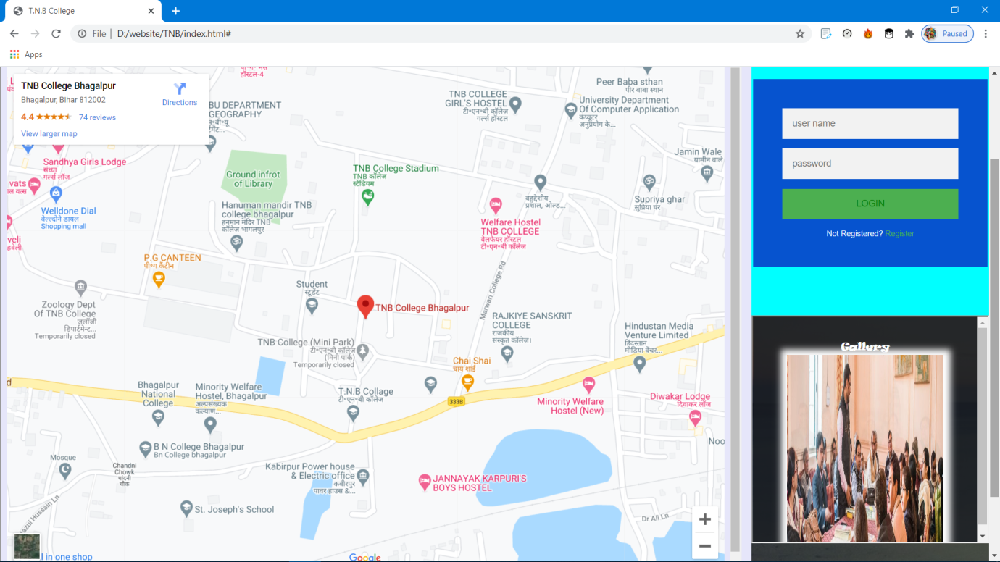 T.N.B College
File | D:/website/TNB/index.html#
Paused
Apps
TNB College Bhagalpur
Bhagalpur, Bihar 812002
4.4
74 reviews
View larger map
Directions
हॉस्टल-4
BU DEPARTMENT
GEOGRAPHY
TNB COLLEGE
GIRL'S HOSTEL
टी॰एन॰बी कॉलेज
गर्ल्स हॉस्टल
Peer Baba sthan
पीर बाबा स्थान
University Department
Of Computer Application
कंप्यूटर
अनुप्रयोग के...
Jamin Wale
यामीन वाले
Sandhya Girls Lodge
संध्या
गर्ल्स लॉज
Ground infrot
of Library
TNB College Stadium
TNB कॉलेज
स्टेडियम
बहुद्देशीय
प्रशाल, ओल्ड...
Supriya ghar
सुप्रिया घर
vats
Welldone Dial
वेल्ल्दोने डायल
Shopping mall
Hanuman mandir TNB
college bhagalpur
हनुमान मंदिर TNB
कॉलेज भागलपुर
Welfare Hostel
TNB COLLEGE
वेलफेयर हॉस्टल
टी॰एन॰बी कॉलेज
veli
हवेली
P.G CANTEEN
पी॰ग कैंटीन
Student
स्टूडेंट
Marwari College Rd
Zoology Dept
Of TNB College
जूलॉजी
डिपार्टमेन्ट...
Temporarily closed
TNB College Bhagalpur
RAJKIYE SANSKRIT
COLLEGE
राजकीय
संस्कृत कॉलेज।
Hindustan Media
Venture Limited
हिंदस्तान
मीडिया वेंचर...
TNB College (Mini Park)
टी॰एन॰बी कॉलेज
(मिनी पार्क)
Temporarily closed
Chai Shai
चाय शाई
d
Bhagalpur
National
College
Minority Welfare
Hostel, Bhagalpur
अल्पसंख्यक
कल्याण...
T.N.B Collage
टी॰एन॰बी कॉलेज
3338
Minority Welfare
Hostel (New)
Diwakar Lodge
दिवाकर लॉज
Noo
B N College Bhagalpur
Bn College bhagalpur
Mosque
Chandni
Chowk
चांदनी
चौक
Kabirpur Power house
& Electric office
कबीरपुर
पावर हाउस &...
JANNAYAK KARPURI'S
BOYS HOSTEL
St. Joseph's School
Hussain Ln
Dr Ali Ln
l in one shop
Google
user name
password
LOGIN
Not Registered? Register
Gallery